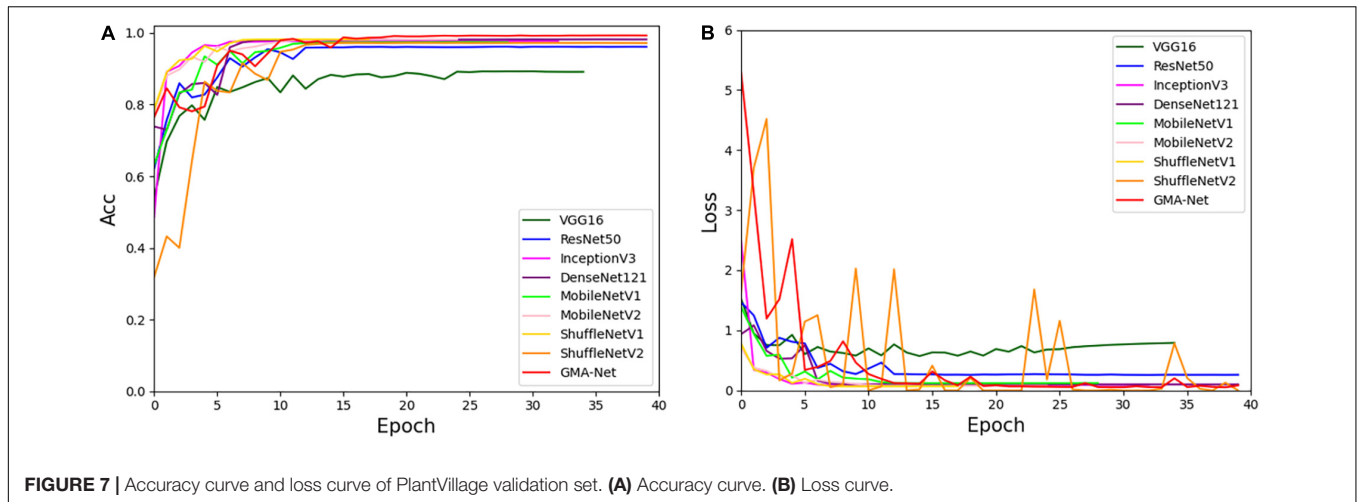 A
Acc
1.0
0.8
0.6
0.4
0.2
0.0
0 5 10 15 20 25 30 35 40
Epoch
VGG16
ResNet50
InceptionV3
DenseNet121
MobileNetV1
MobileNetV2
ShuffleNetV1
ShuffleNetV2
GMA-Net
B
Loss
6
5
4
3
2
1
0
0 5 10 15 20 25 30 35 40
Epoch
VGG16
ResNet50
InceptionV3
DenseNet121
MobileNetV1
MobileNetV2
ShuffleNetV1
ShuffleNetV2
GMA-Net
FIGURE 7 | Accuracy curve and loss curve of PlantVillage validation set. (A) Accuracy curve. (B) Loss curve.